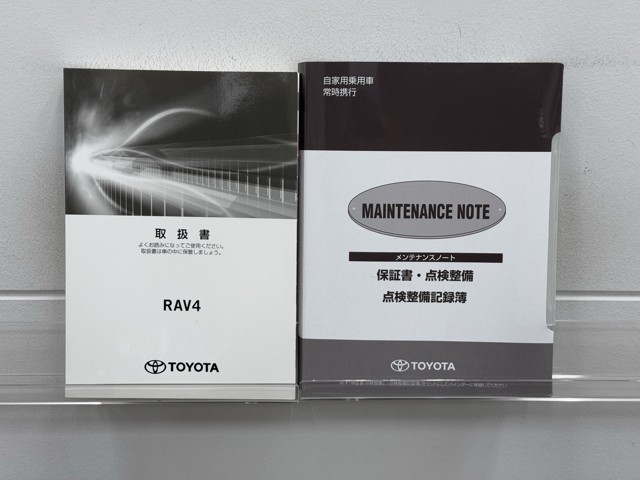 取扱書
よくお読みになってご使用ください。
取扱書は車の中に保管しましょう。
RAV4
TOYOTA
自家用乗用車
常時携行
MAINTENANCE NOTE
メンテナンスノート
保証書・点検整備
点検整備記録簿
TOYOTA